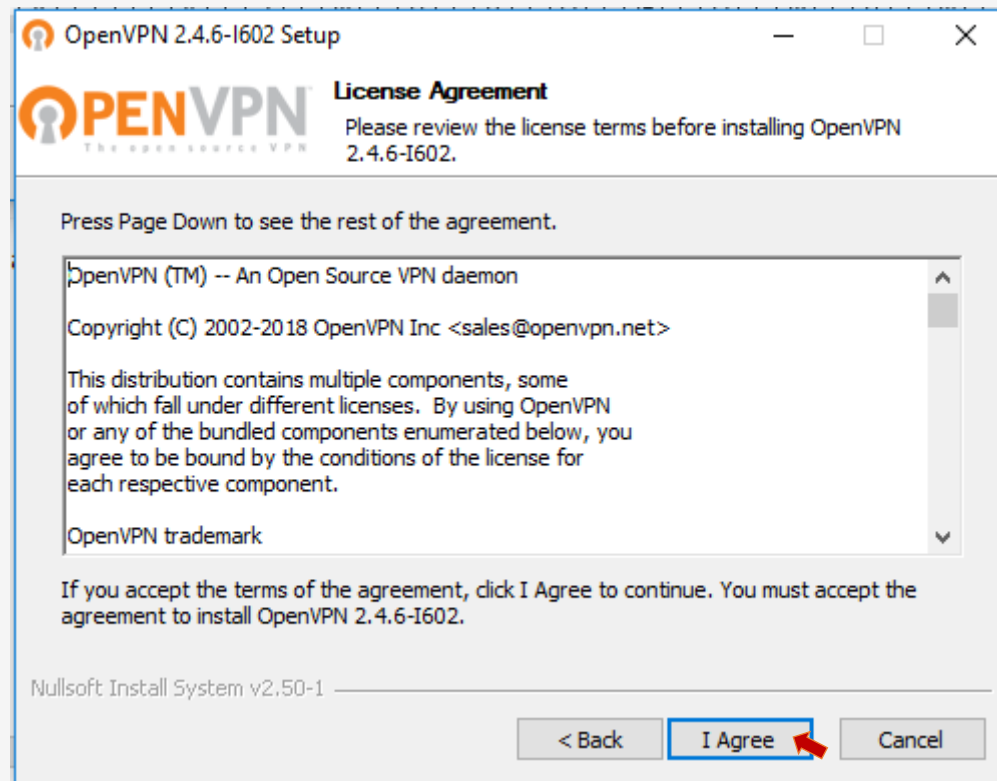 OpenVPN 2.4.6-I602 Setup
OPENVPN
The open source VPN
License Agreement
Please review the license terms before installing OpenVPN
2.4.6-I602.
Press Page Down to see the rest of the agreement.
OpenVPN (TM) -- An Open Source VPN daemon
Copyright (C) 2002-2018 OpenVPN Inc <sales@openvpn.net>
This distribution contains multiple components, some
of which fall under different licenses.  By using OpenVPN
or any of the bundled components enumerated below, you
agree to be bound by the conditions of the license for
each respective component.
OpenVPN trademark
If you accept the terms of the agreement, click I Agree to continue. You must accept the
agreement to install OpenVPN 2.4.6-I602.
Nullsoft Install System v2.50-1
< Back
I Agree
Cancel